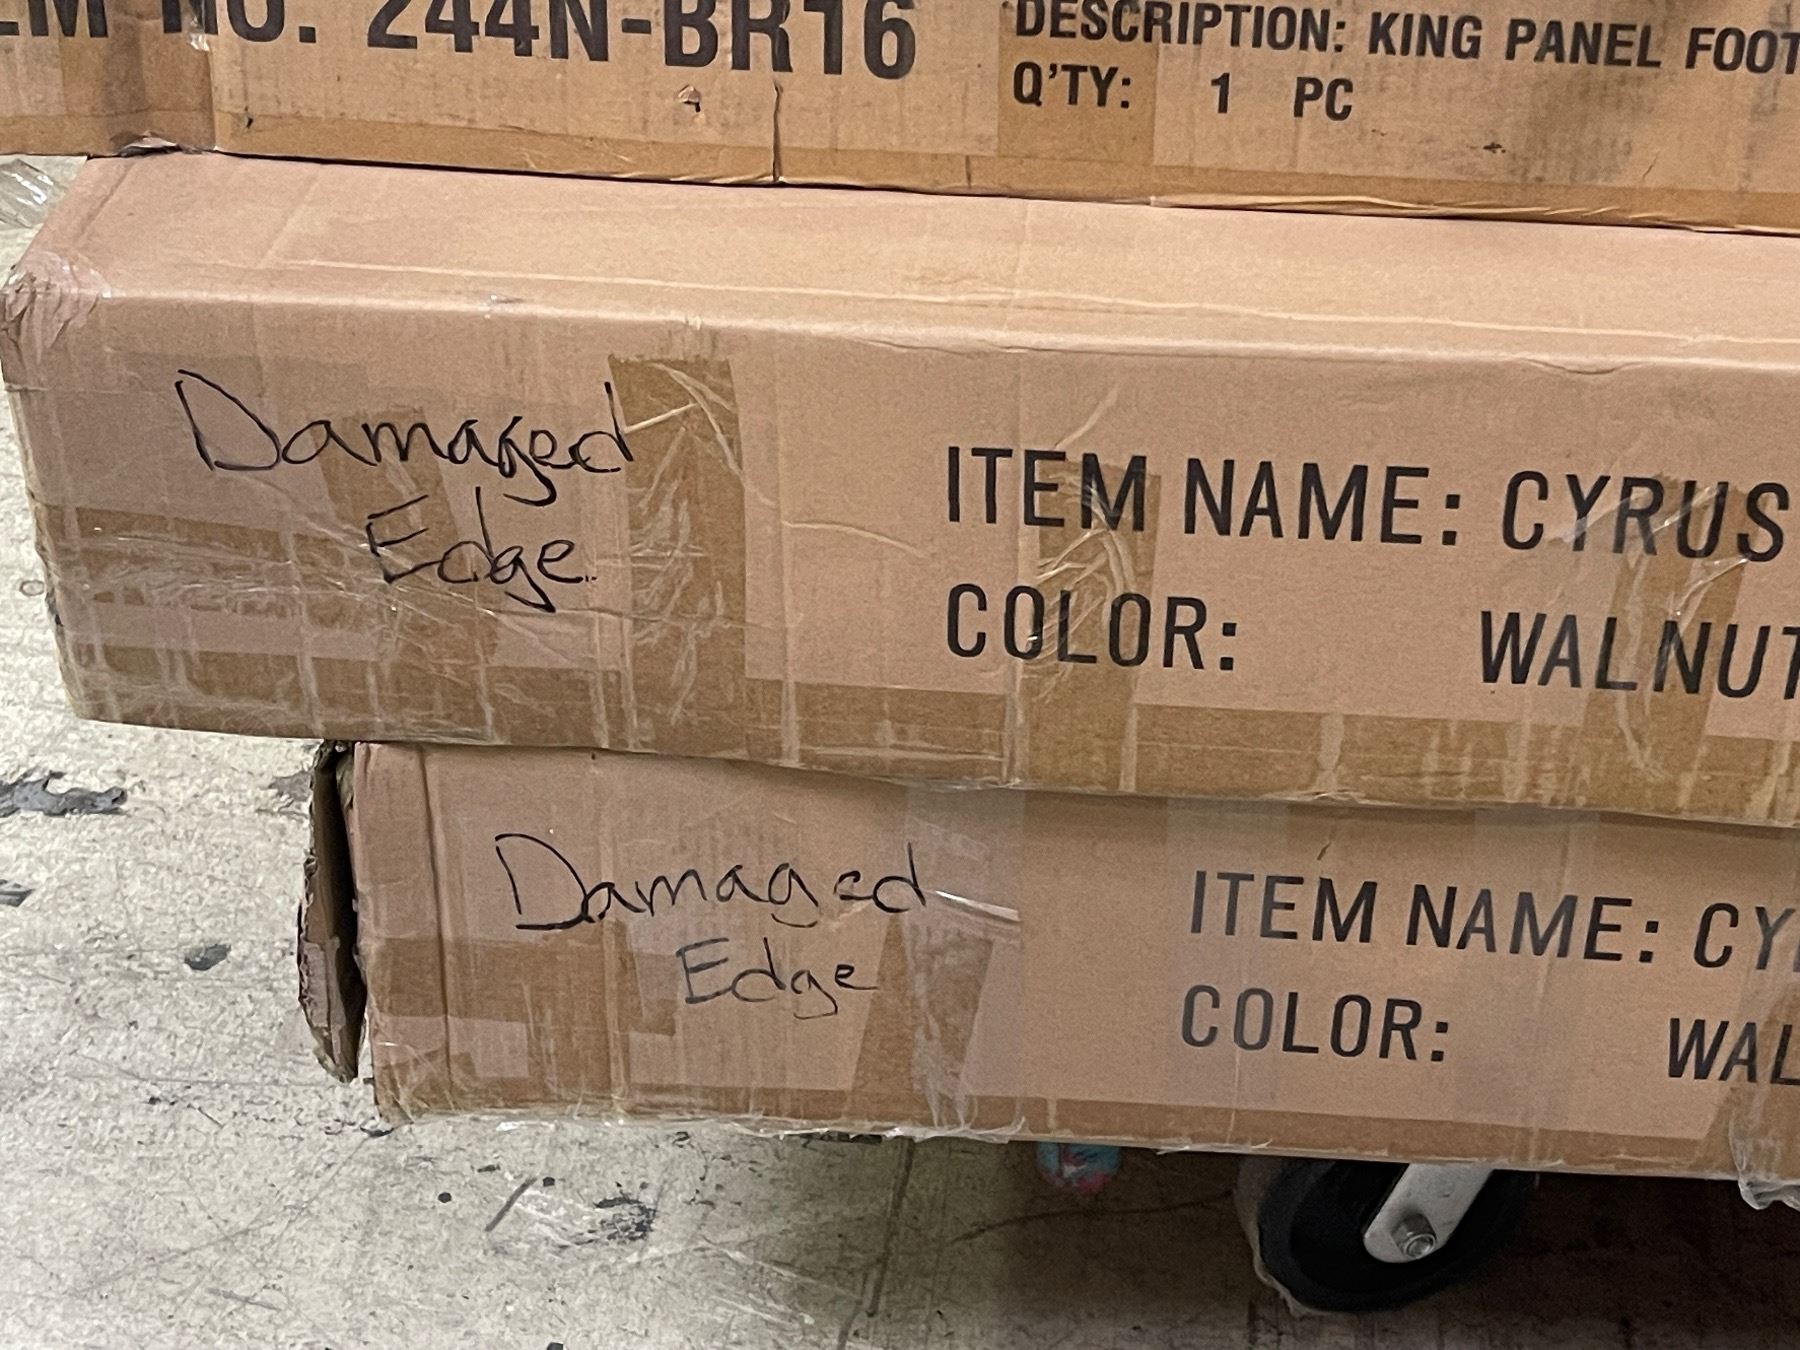 NO. 244N-BR16
DESCRIPTION: KING PANEL FOOT
Q'TY: 1 PC
Damaged
Edge
ITEM NAME: CYRUS
COLOR: WALNUT
Damaged
Edge
ITEM NAME: CY
COLOR: WAL